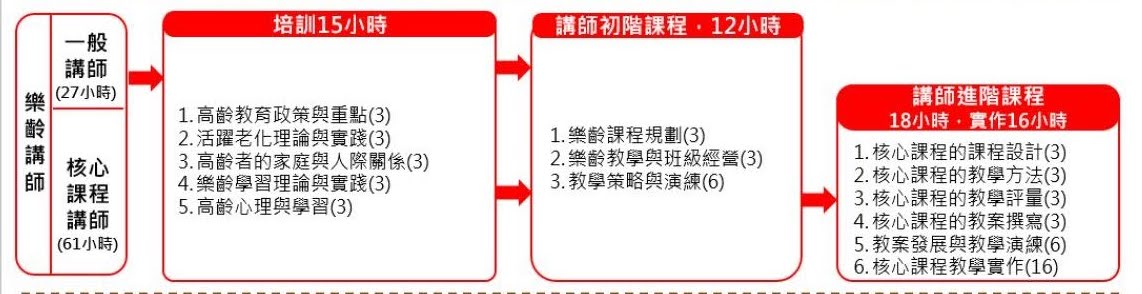 樂齡講師
一般
講師
(27小時)
核心
課程
講師
(61小時)
培訓15小時
1.高齡教育政策與重點(3)
2.活躍老化理論與實踐(3)
3.高齡者的家庭與人際關係(3)
4.樂齡學習理論與實踐(3)
5.高齡心理與學習(3)
講師初階課程．12小時
1.樂齡課程規劃(3)
2.樂齡教學與班級經營(3)
3.教學策略與演練(6)
講師進階課程
18小時．實作16小時
1.核心課程的課程設計(3)
2.核心課程的教學方法(3)
3.核心課程的教學評量(3)
4.核心課程的教案撰寫(3)
5.教案發展與教學演練(6)
6.核心課程教學實作(16)